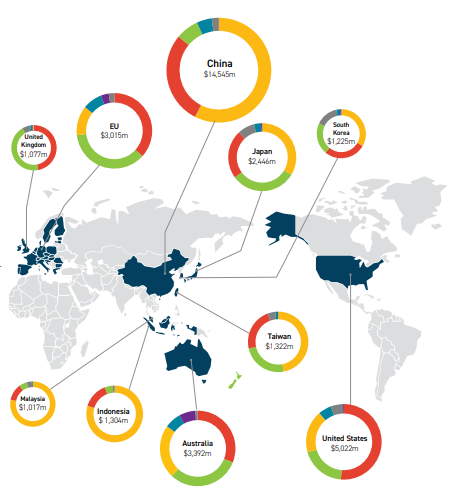 China
$14,545m
EU
$3,015m
United
Kingdom
$1,077m
Japan
$2,446m
South
Korea
$1,225m
Taiwan
$1,322m
Malaysia
$1,017m
Indonesia
$ 1,304m
Australia
$3,392m
United States
$5,022m